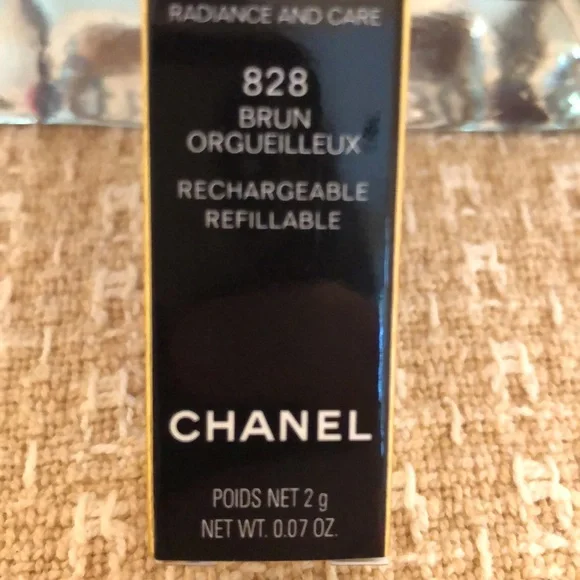 RADIANCE AND CARE
828
BRUN
ORGUEILLEUX
RECHARGEABLE
REFILLABLE
CHANEL
POIDS NET 2 g
NET WT. 0.07 OZ.